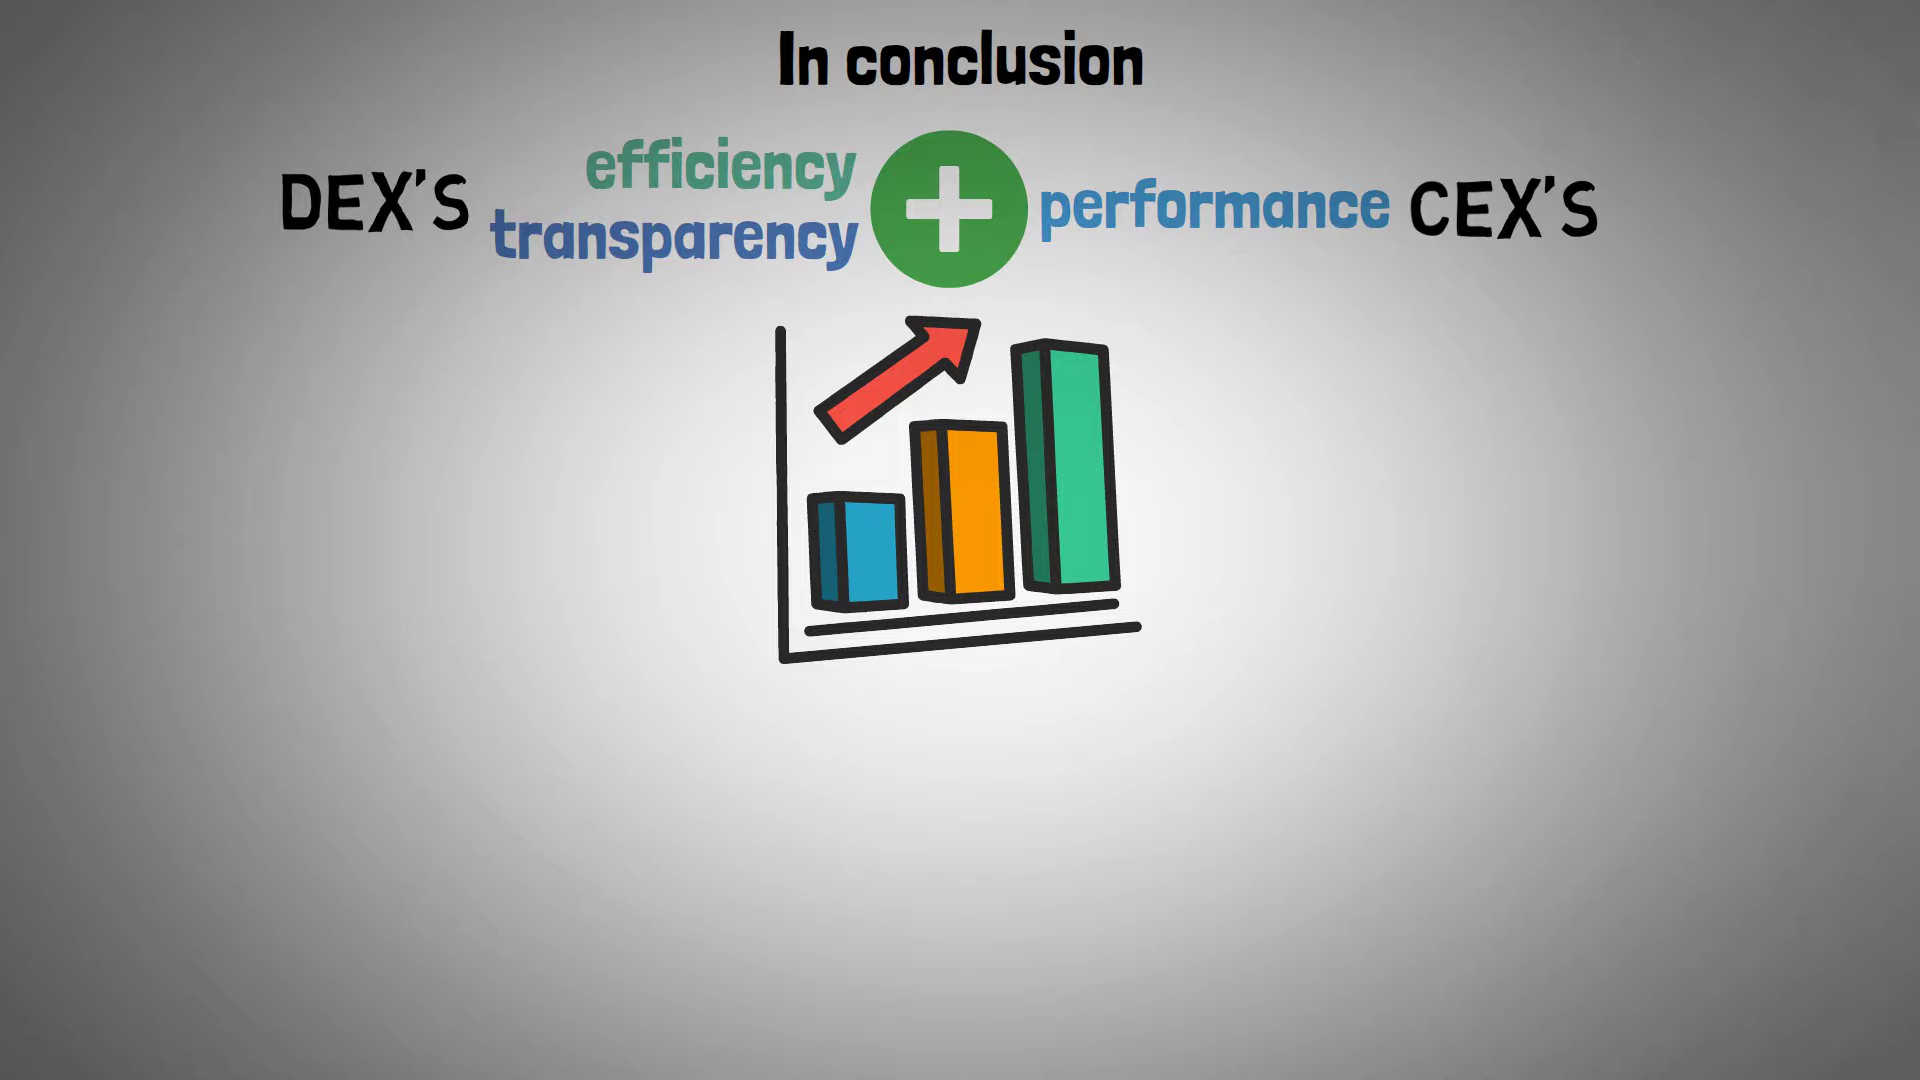 In conclusion
DEX'S
efficiency
transparency
performance
CEX'S